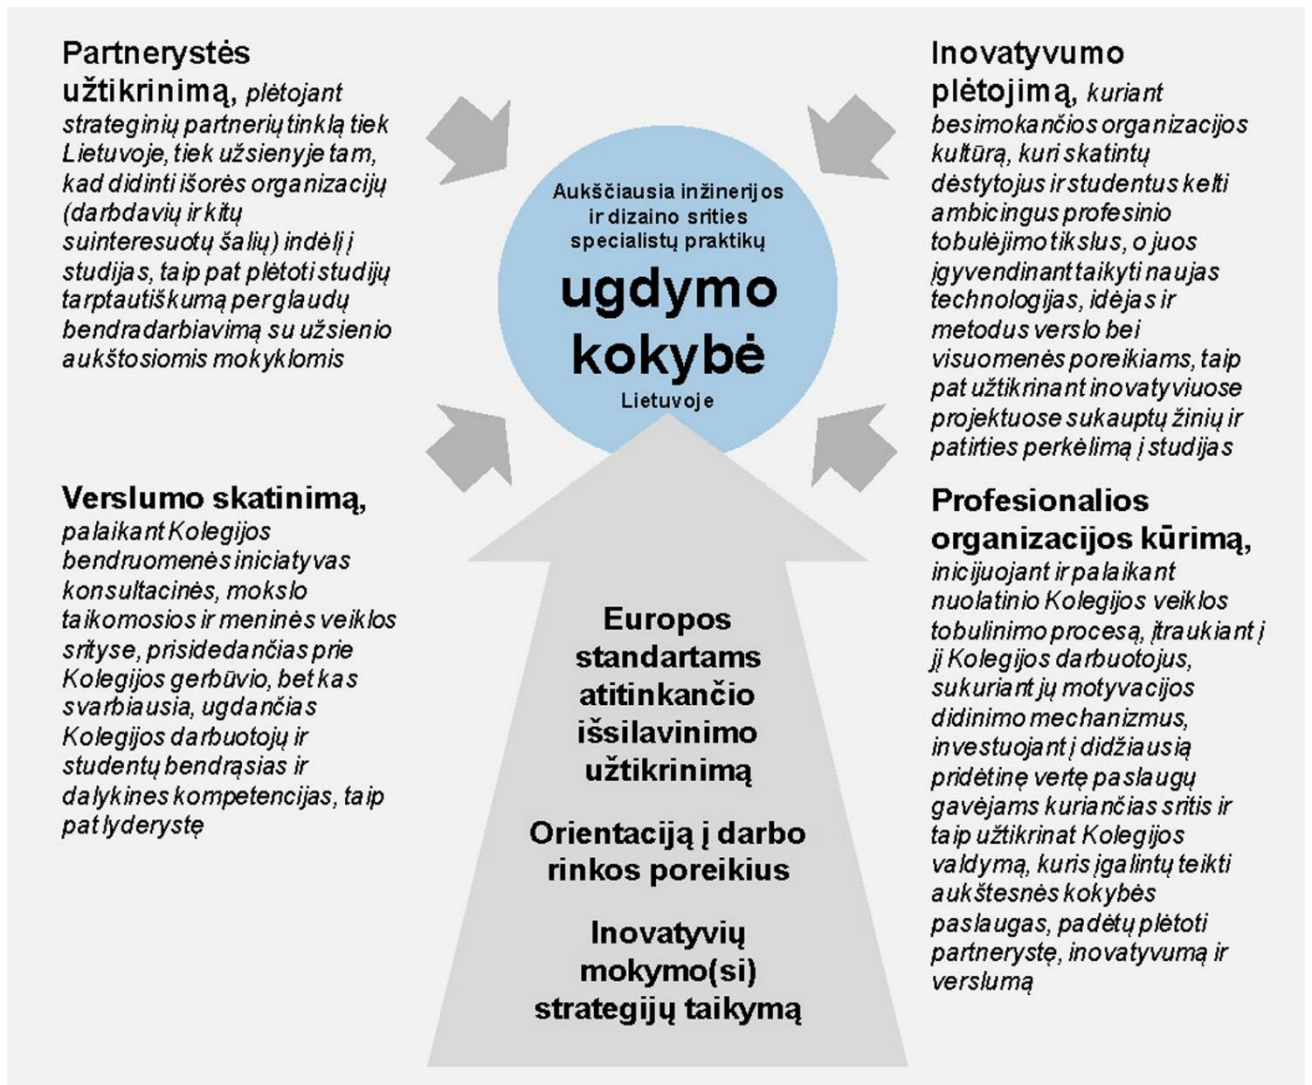 Partnerystės
užtikrinimą, plėtojant
strateginių partnerių tinklą tiek
Lietuvoje, tiek užsienyje tam,
kad didinti išorės organizacijų
(darbdavių ir kitų
suinteresuotų šalių) indėlį į
studijas, taip pat plėtoti studijų
tarptautiškumą per glaudų
bendradarbiavimą su užsienio
aukštosiomis mokyklomis
Verslumo skatinimą,
palaikant Kolegijos
bendruomenės iniciatyvas
konsultacinės, mokslo
taikomosios ir meninės veiklos
srityse, prisidedančias prie
Kolegijos gerbūvio, bet kas
svarbiausia, ugdančias
Kolegijos darbuotojų ir
studentų bendrąsias ir
dalykines kompetencijas, taip
pat lyderystę
Aukščiausia inžinerijos
ir dizaino srities
specialistų praktikų
ugdymo
kokybė
Lietuvoje
Europos
standartams
atitinkančio
išsilavinimo
užtikrinimą
Orientaciją į darbo
rinkos poreikius
Inovatyvių
mokymo(si)
strategijų taikymą
Inovatyvumo
plėtojimą, kuriant
besimokančios organizacijos
kultūrą, kuri skatintų
dėstytojus ir studentus kelti
ambicingus profesinio
tobulėjimo tikslus, o juos
įgyvendinant taikyti naujas
technologijas, idėjas ir
metodus verslo bei
visuomenės poreikiams, taip
pat užtikrinant inovatyviuose
projektuose sukauptų žinių ir
patirties perkėlimą į studijas
Profesionalios
organizacijos kūrimą,
inicijuojant ir palaikant
nuolatinio Kolegijos veiklos
tobulinimo procesą, įtraukiant į
jį Kolegijos darbuotojus,
sukuriant jų motyvacijos
didinimo mechanizmus,
investuojant į didžiausią
pridėtinę vertę paslaugų
gavėjams kuriančias sritis ir
taip užtikrinat Kolegijos
valdymą, kuris įgalintų teikti
aukštesnės kokybės
paslaugas, padėtų plėtoti
partnerystę, inovatyvumą ir
verslumą